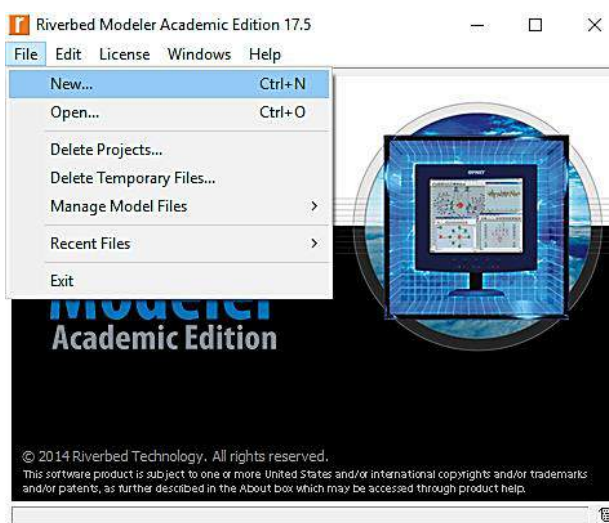 Riverbed Modeler Academic Edition 17.5
File Edit License Windows Help
New... Ctrl+N
Open... Ctrl+O
Delete Projects...
Delete Temporary Files...
Manage Model Files
Recent Files
Exit
Modeler
Academic Edition
© 2014 Riverbed Technology. All rights reserved.
This software product is subject to one or more United States and/or international copyrights and/or trademarks
and/or patents, as further described in the About box which may be accessed through product help.